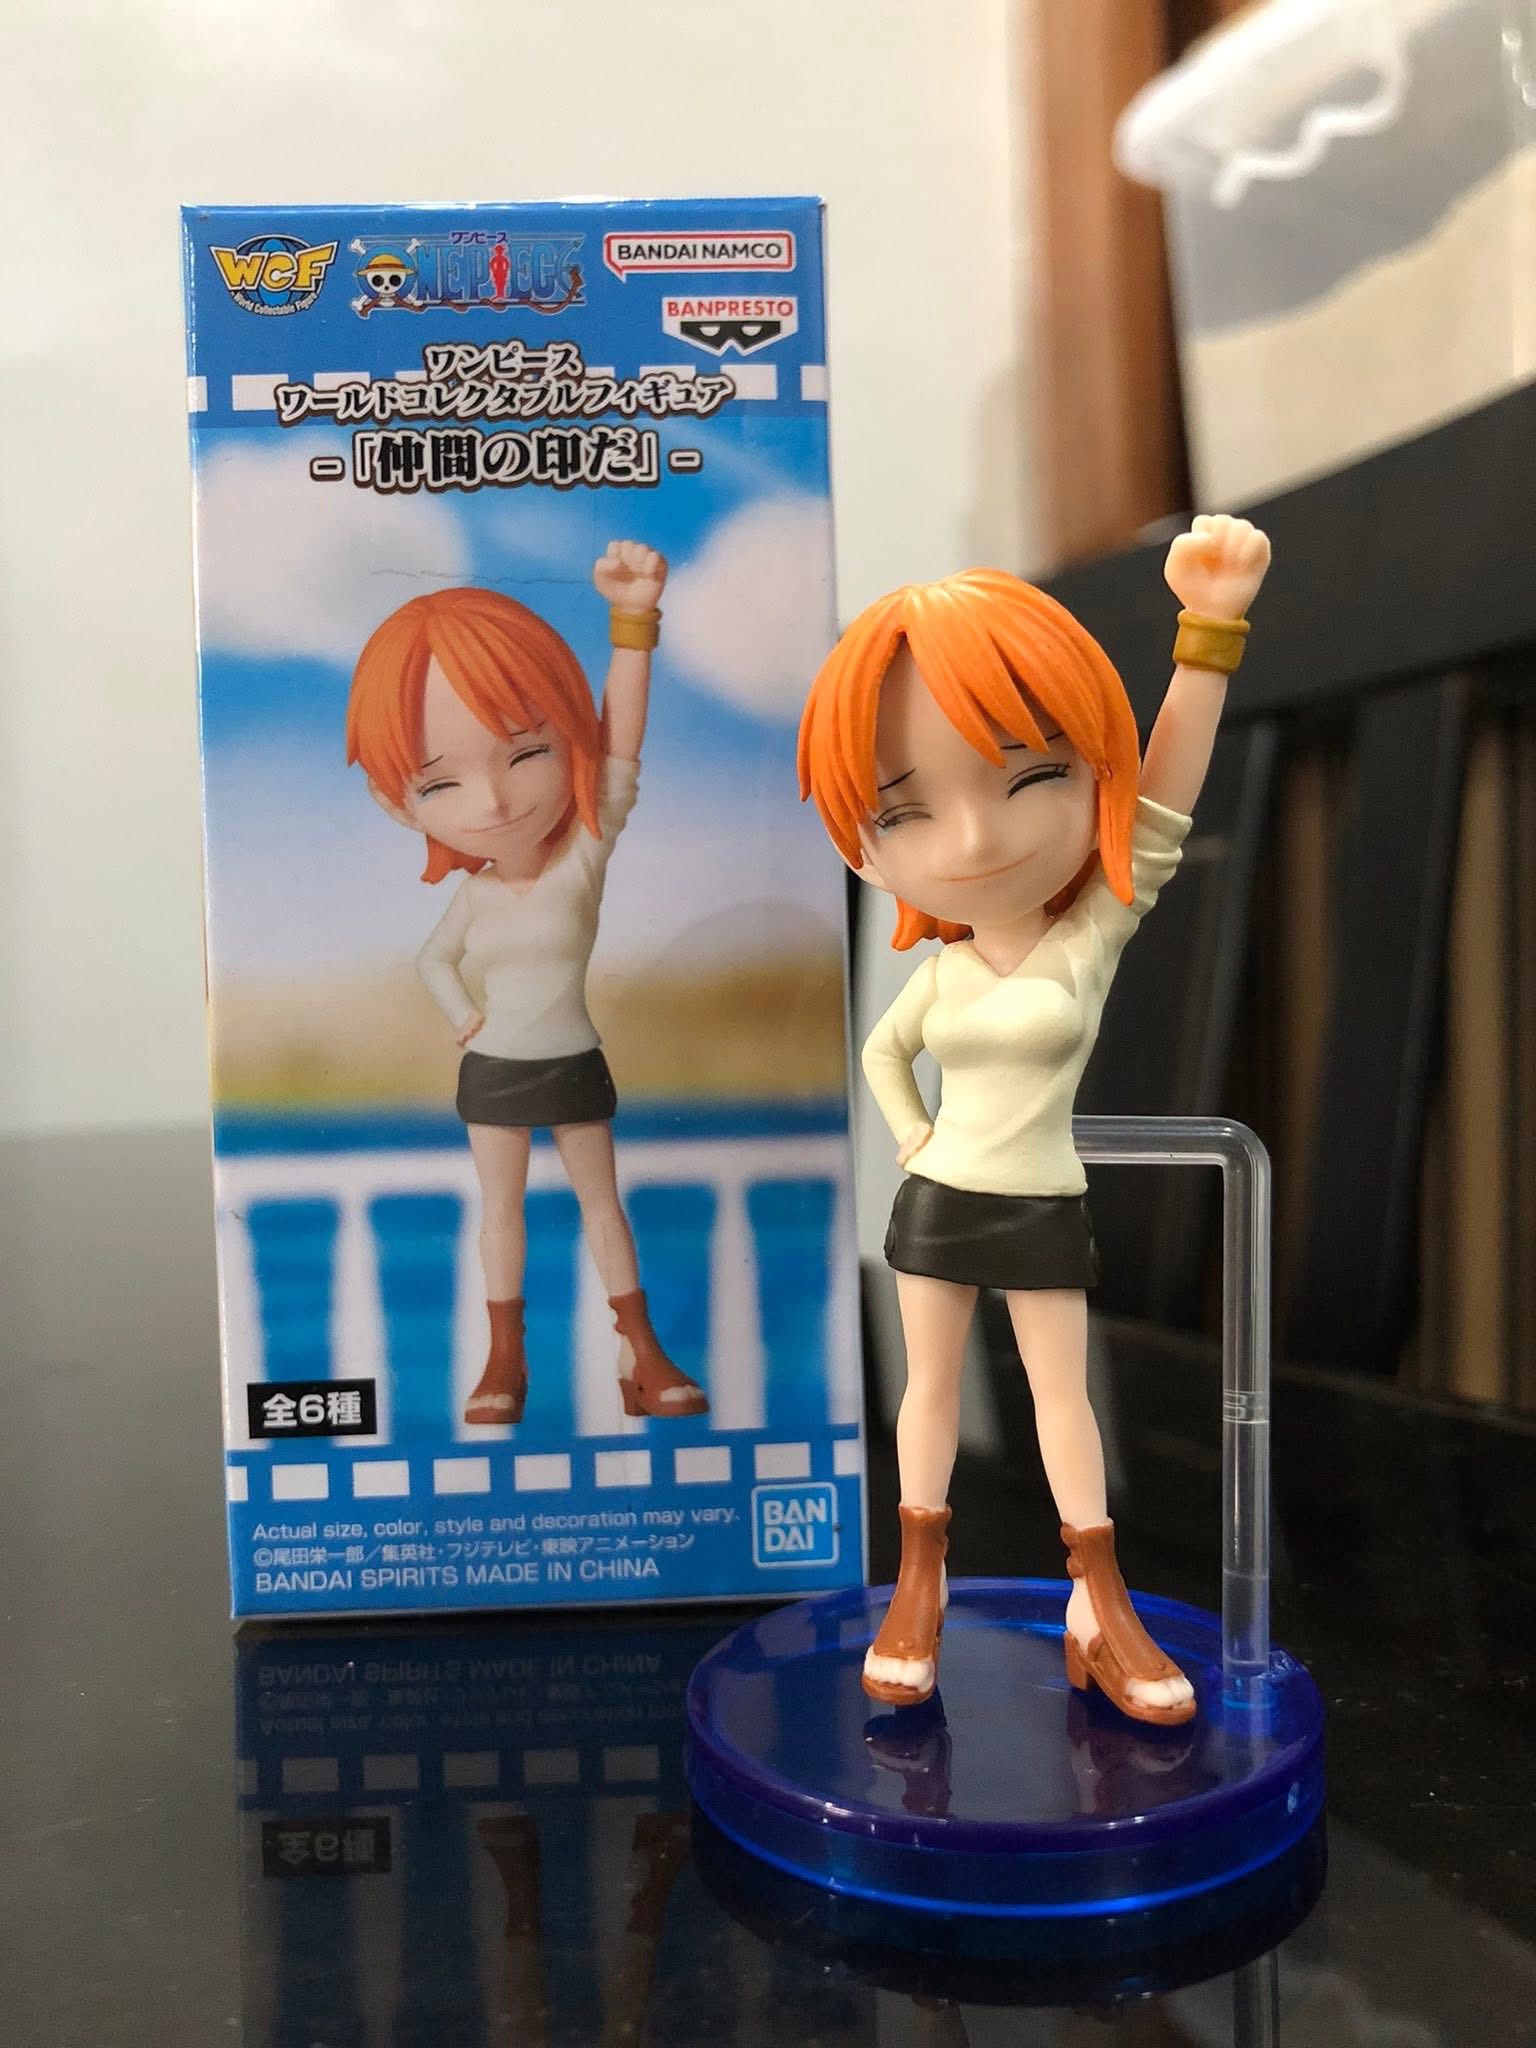 WCF
World Collectable Figure
ワンピース
ONE PIECE
BANDAI NAMCO
BANPRESTO
ワンピース
ワールドコレクタブルフィギュア
-「仲間の印だ」-
全6種
Actual size, color, style and decoration may vary.
©尾田栄一郎／集英社・フジテレビ・東映アニメーション
BANDAI SPIRITS MADE IN CHINA
BAN
DAI